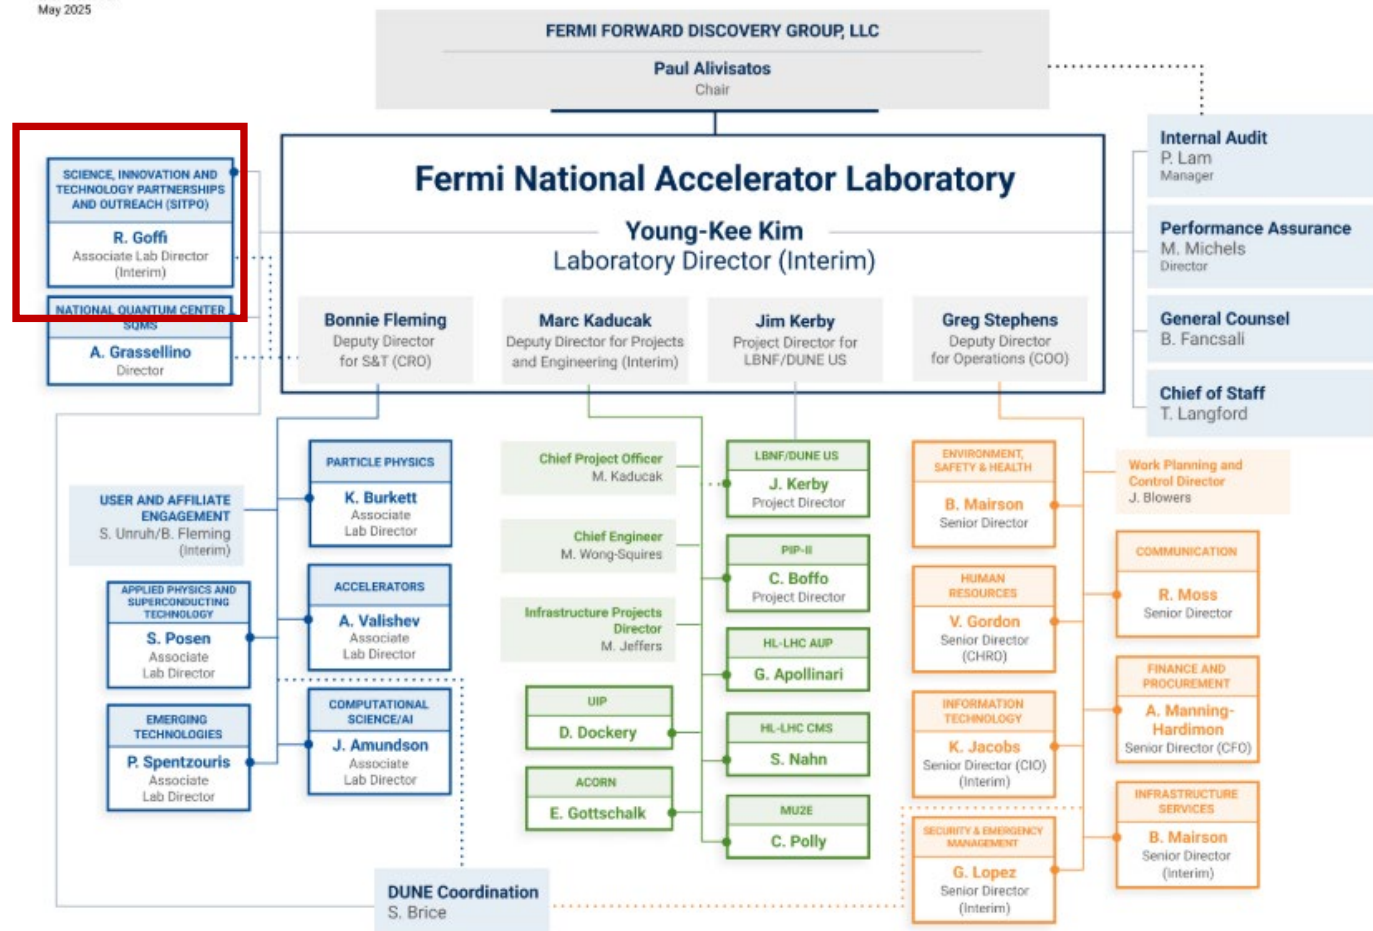 May 2025
FERMI FORWARD DISCOVERY GROUP, LLC
Paul Alivisatos
Chair
Internal Audit
P. Lam
Manager
Performance Assurance
M. Michels
Director
General Counsel
B. Fancsali
Chief of Staff
T. Langford
SCIENCE, INNOVATION AND
TECHNOLOGY PARTNERSHIPS
AND OUTREACH (SITPO)
R. Goffi
Associate Lab Director
(Interim)
NATIONAL QUANTUM CENTER
SQMS
A. Grassellino
Director
Fermi National Accelerator Laboratory
Young-Kee Kim
Laboratory Director (Interim)
Bonnie Fleming
Deputy Director
for S&T (CRO)
Marc Kaducak
Deputy Director for Projects
and Engineering (Interim)
Jim Kerby
Project Director for
LBNF/DUNE US
Greg Stephens
Deputy Director
for Operations (COO)
USER AND AFFILIATE
ENGAGEMENT
S. Unruh/B. Fleming
(Interim)
PARTICLE PHYSICS
K. Burkett
Associate
Lab Director
APPLIED PHYSICS AND
SUPERCONDUCTING
TECHNOLOGY
S. Posen
Associate
Lab Director
ACCELERATORS
A. Valishev
Associate
Lab Director
EMERGING
TECHNOLOGIES
P. Spentzouris
Associate
Lab Director
COMPUTATIONAL
SCIENCE/AI
J. Amundson
Associate
Lab Director
Chief Project Officer
M. Kaducak
Chief Engineer
M. Wong-Squires
Infrastructure Projects
Director
M. Jeffers
UIP
D. Dockery
ACORN
E. Gottschalk
LBNF/DUNE US
J. Kerby
Project Director
PIP-II
C. Boffo
Project Director
HL-LHC AUP
G. Apollinari
HL-LHC CMS
S. Nahn
MU2E
C. Polly
ENVIRONMENT,
SAFETY & HEALTH
B. Mairson
Senior Director
HUMAN
RESOURCES
V. Gordon
Senior Director
(CHRO)
INFORMATION
TECHNOLOGY
K. Jacobs
Senior Director (CIO)
(Interim)
SECURITY & EMERGENCY
MANAGEMENT
G. Lopez
Senior Director
(Interim)
Work Planning and
Control Director
J. Blowers
COMMUNICATION
R. Moss
Senior Director
FINANCE AND
PROCUREMENT
A. Manning-
Hardimon
Senior Director (CFO)
INFRASTRUCTURE
SERVICES
B. Mairson
Senior Director
(Interim)
DUNE Coordination
S. Brice